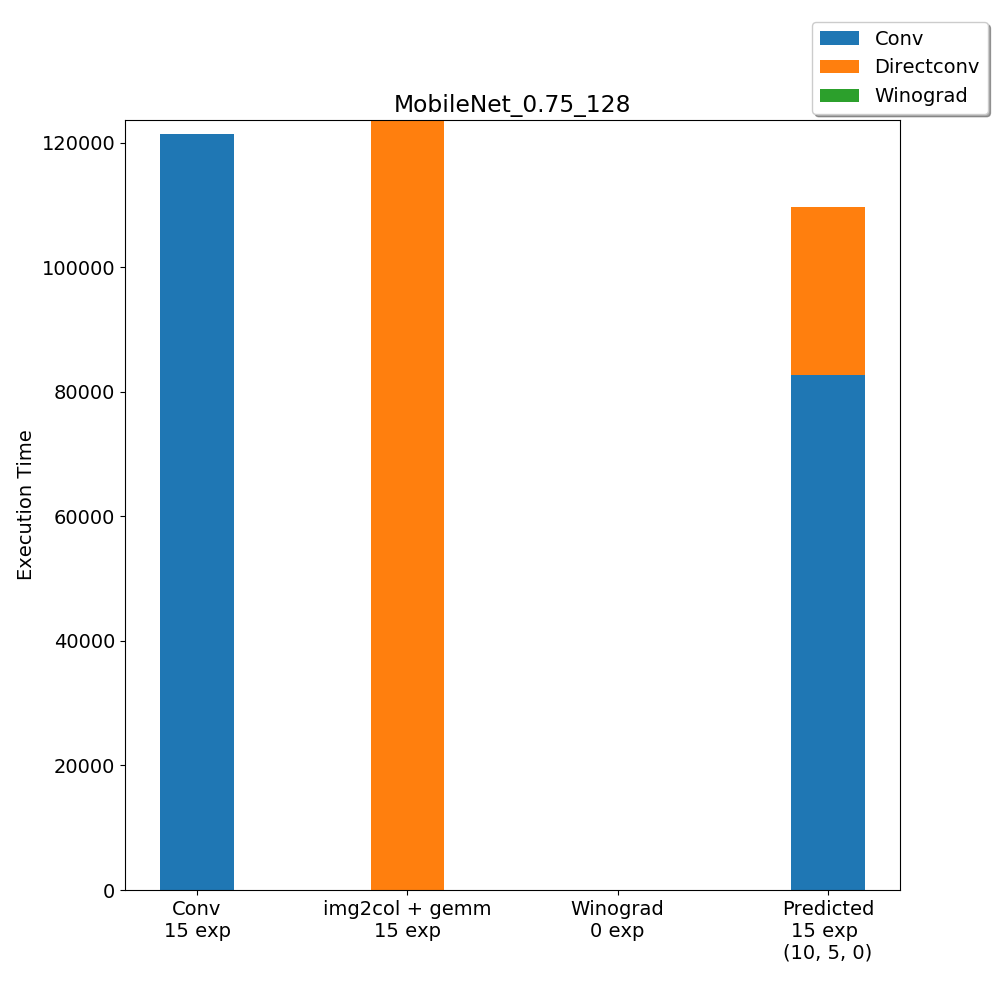 Conv
Directconv
Winograd
MobileNet_0.75_128
120000
100000
80000
60000
40000
20000
0
Execution Time
Conv
15 exp
img2col + gemm
15 exp
Winograd
0 exp
Predicted
15 exp
(10, 5, 0)